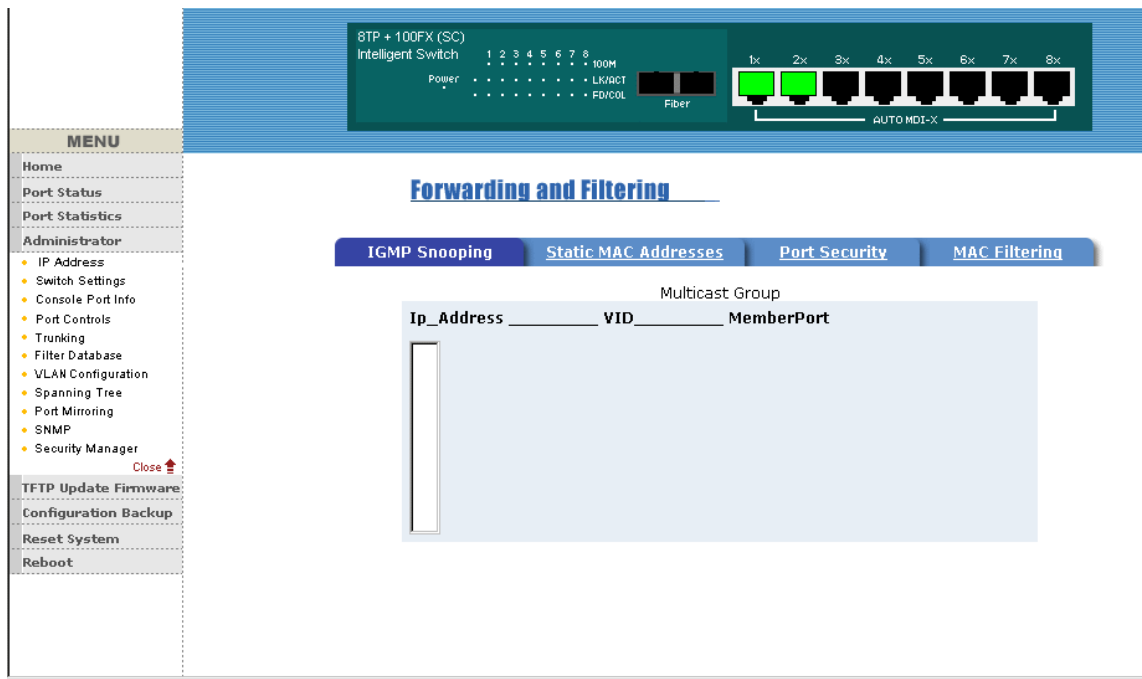 8TP + 100FX (SC)
Intelligent Switch
1 2 3 4 5 6 7 8
100M
Power
LK/ACT
FD/COL
Fiber
1x 2x 3x 4x 5x 6x 7x 8x
AUTO MDI-X
MENU
Home
Port Status
Port Statistics
Administrator
IP Address
Switch Settings
Console Port Info
Port Controls
Trunking
Filter Database
VLAN Configuration
Spanning Tree
Port Mirroring
SNMP
Security Manager
Close
TFTP Update Firmware
Configuration Backup
Reset System
Reboot
Forwarding and Filtering
IGMP Snooping Static MAC Addresses Port Security MAC Filtering
Multicast Group
Ip_Address __________ VID__________ MemberPort